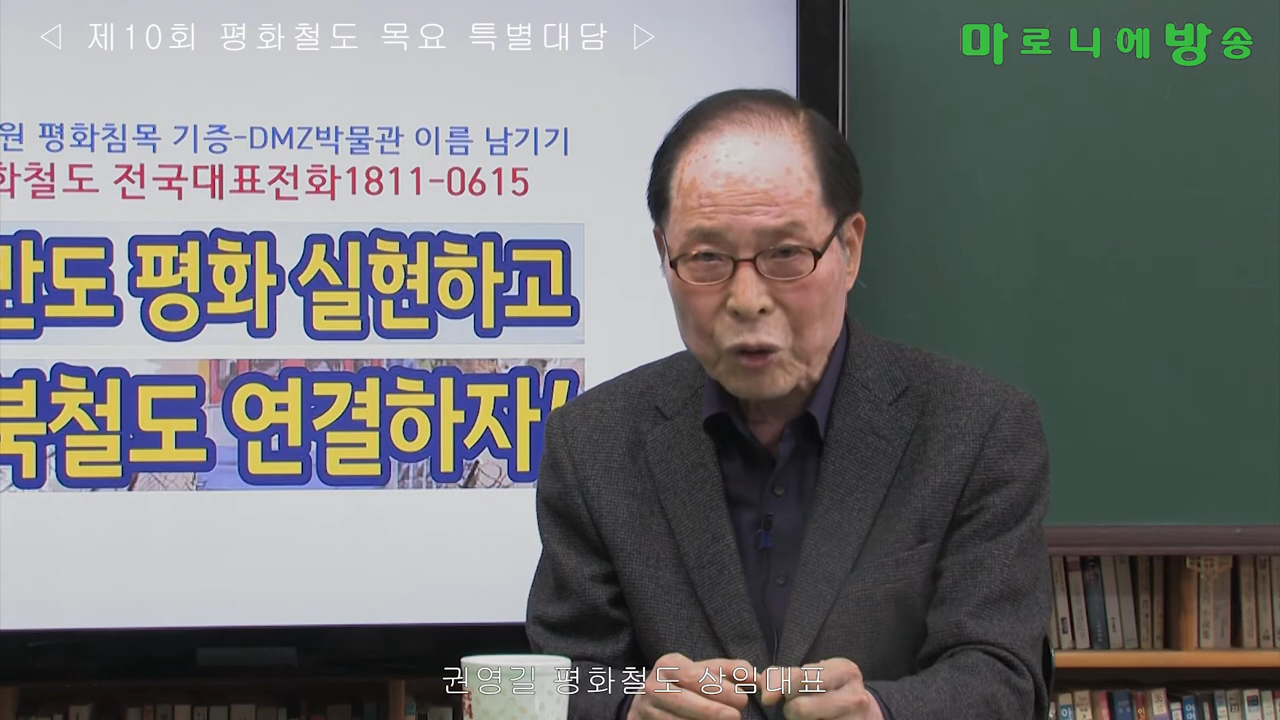 ◁ 제10회 평화철도 목요 특별대담 ▷
마로니에방송
원 평화침목 기증-DMZ박물관 이름 남기기
화철도 전국대표전화1811-0615
반도 평화 실현하고
북철도 연결하자!
권영길 평화철도 상임대표